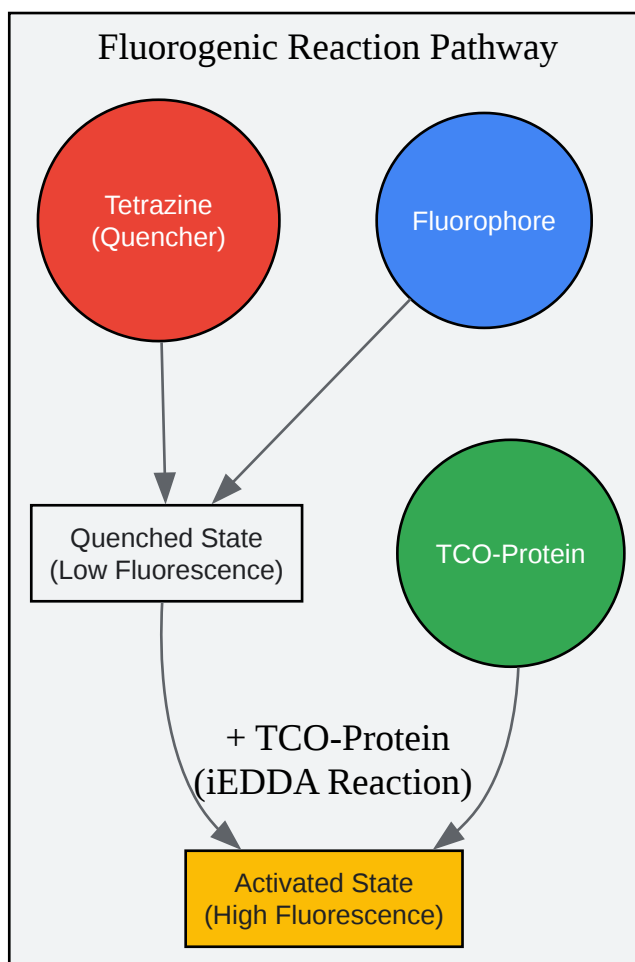 Fluorogenic Reaction Pathway
Tetrazine
(Quencher)
Fluorophore
Quenched State
(Low Fluorescence)
TCO-Protein
+ TCO-Protein
(iEDDA Reaction)
Activated State
(High Fluorescence)